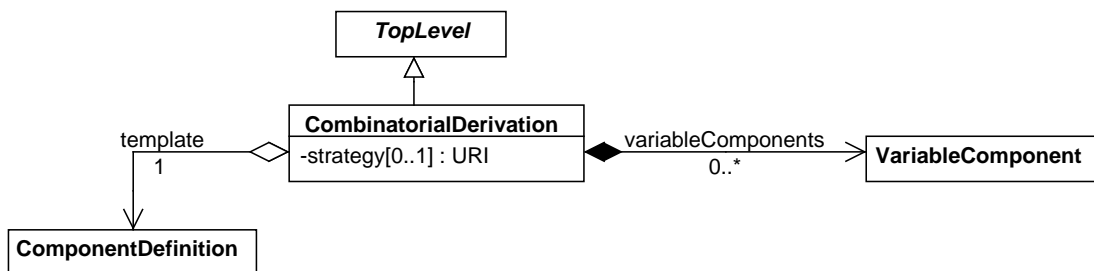 TopLevel
CombinatorialDerivation
template
-strategy[0..1] : URI
variableComponents
1
0..*
VariableComponent
ComponentDefinition